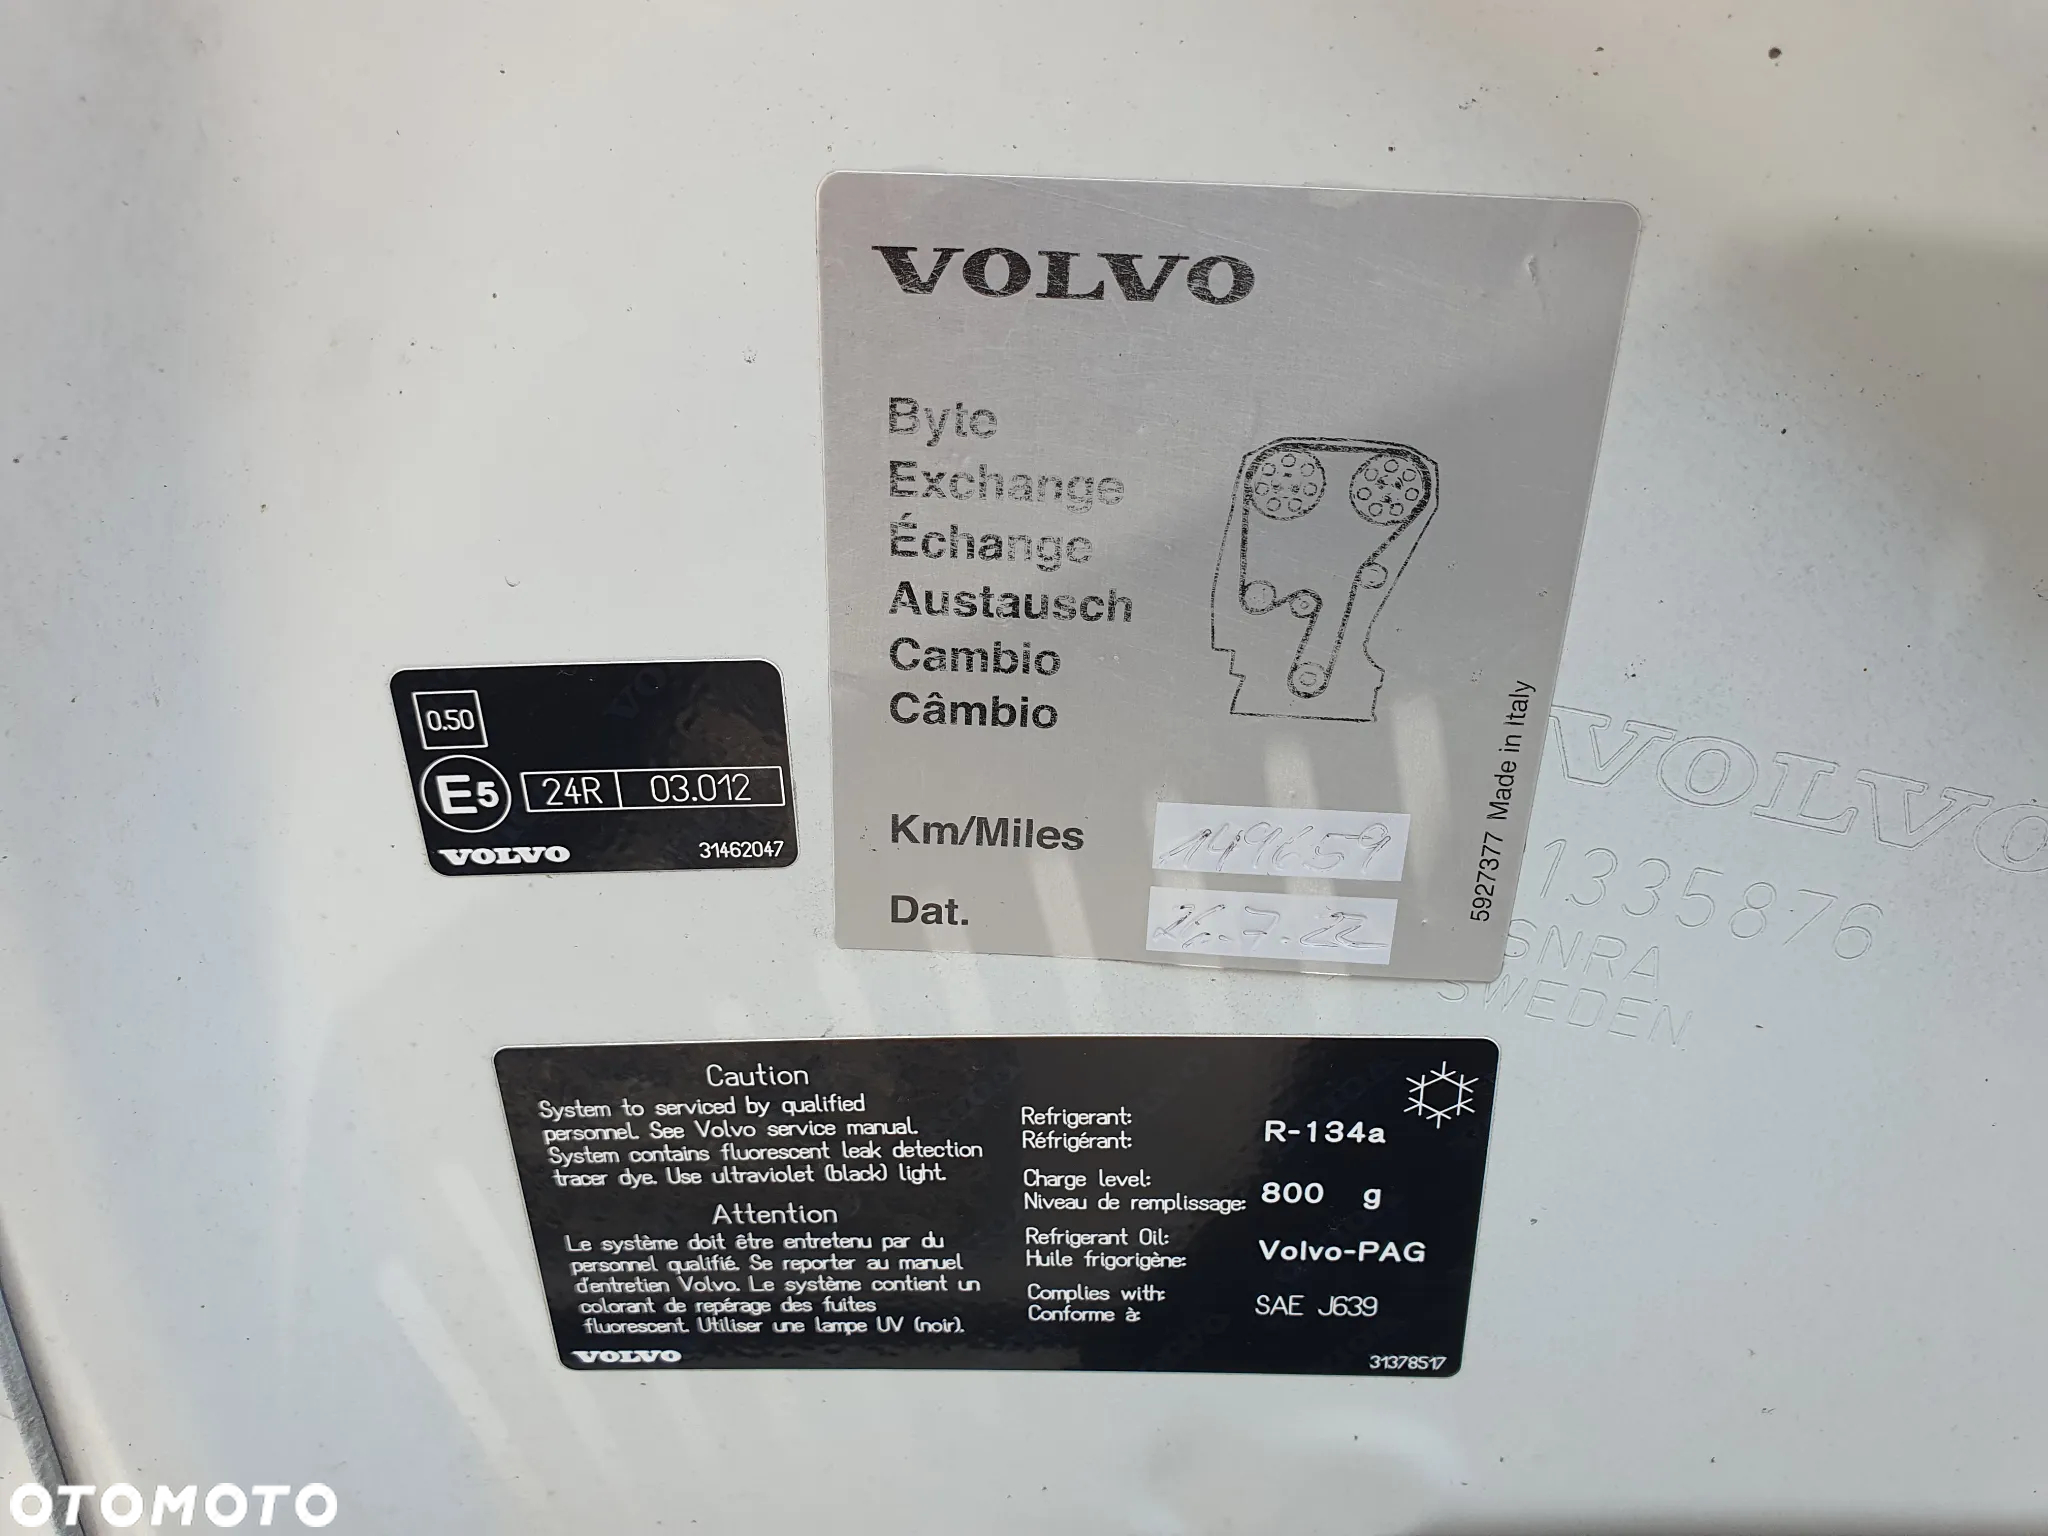 VOLVO
Byte
Exchange
Échange
Austausch
Cambio
Câmbio
Km/Miles 149659
Dat. 26.7.22
5927377 Made in Italy
0.50
E5 24R 03.012
VOLVO 31462047
VOLVO
1335876
SNRA
SWEDEN
Caution
System to serviced by qualified
personnel. See Volvo service manual.
System contains fluorescent leak detection
tracer dye. Use ultraviolet (black) light.
Attention
Le système doit être entretenu par du
personnel qualifié. Se reporter au manuel
d'entretien Volvo. Le système contient un
colorant de repérage des fuites
fluorescent. Utiliser une lampe UV (noir).
VOLVO
Refrigerant:
Réfrigérant: R-134a
Charge level:
Niveau de remplissage: 800 g
Refrigerant Oil:
Huile frigorigène: Volvo-PAG
Complies with:
Conforme à: SAE J639
31378517
OTOMOTO